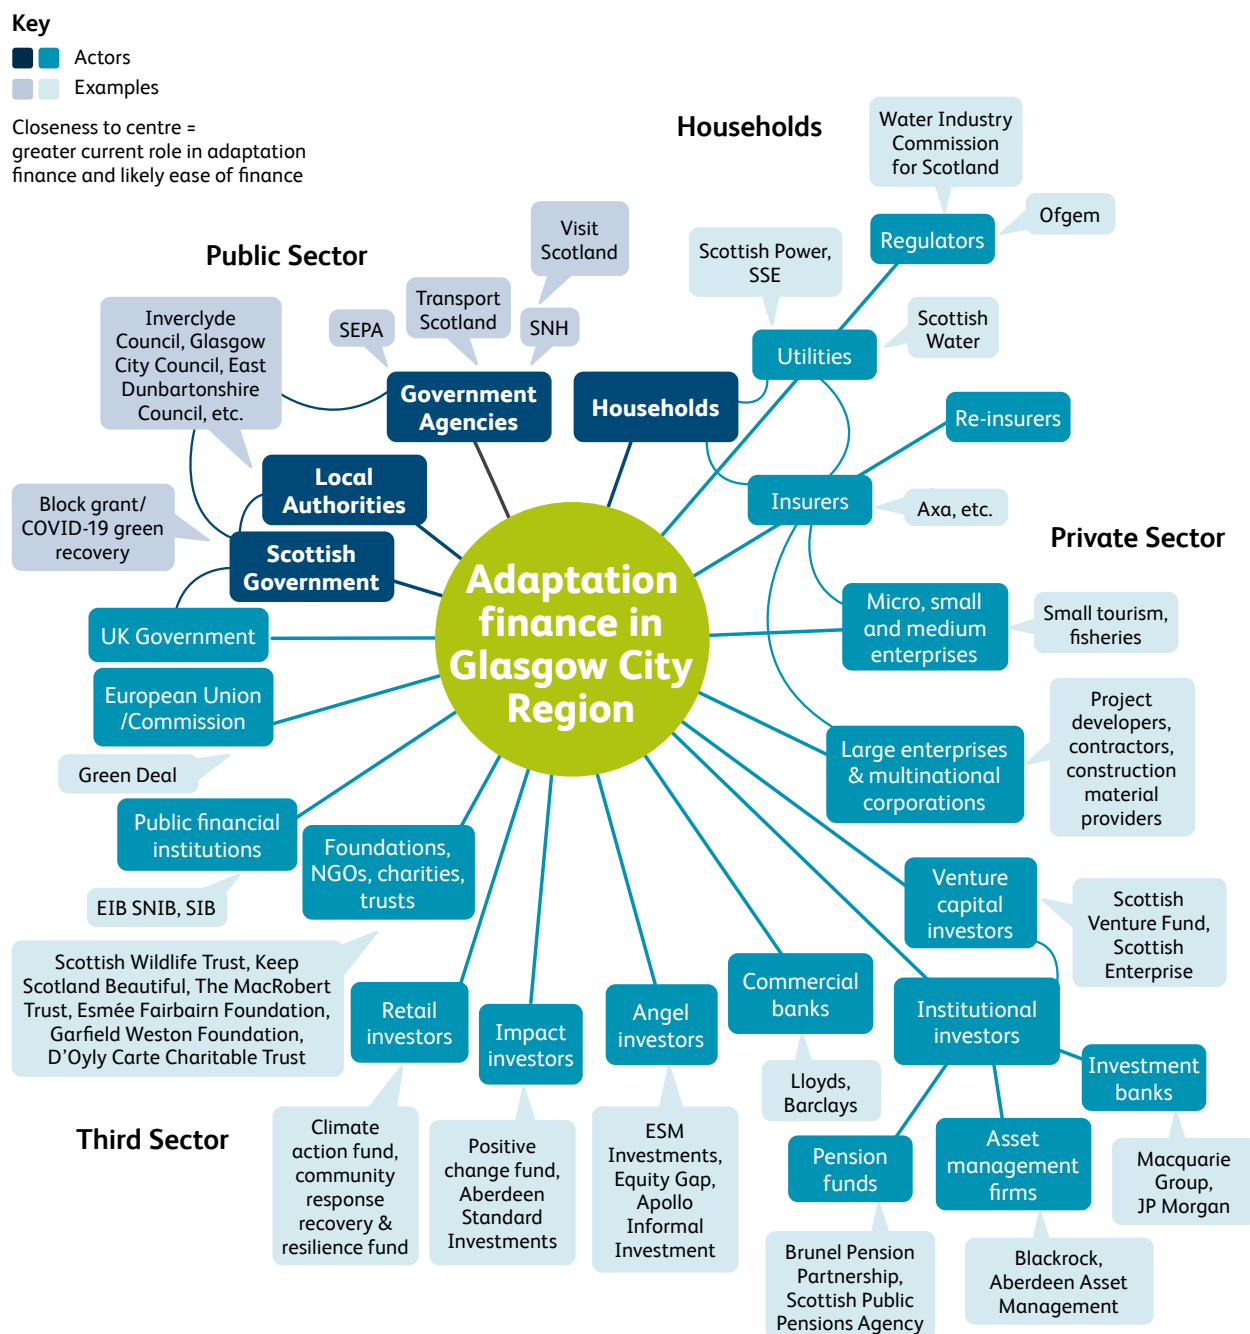 Key
Actors
Examples
Closeness to centre =
greater current role in adaptation
finance and likely ease of finance
Households
Water Industry
Commission
for Scotland
Ofgem
Regulators
Public Sector
Visit
Scotland
Scottish Power,
SSE
Transport
Scotland
SEPA
SNH
Inverclyde
Council, Glasgow
City Council, East
Dunbartonshire
Council, etc.
Scottish
Water
Utilities
Government
Agencies
Households
Re-insurers
Local
Authorities
Insurers
Axa, etc.
Block grant/
COVID-19 green
recovery
Scottish
Government
Private Sector
Adaptation
finance in
Glasgow City
Region
UK Government
Micro, small
and medium
enterprises
Small tourism,
fisheries
European Union
/Commission
Green Deal
Large enterprises
& multinational
corporations
Project
developers,
contractors,
construction
material
providers
Public financial
institutions
EIB SNIB, SIB
Foundations,
NGOs, charities,
trusts
Venture
capital
investors
Scottish
Venture Fund,
Scottish
Enterprise
Scottish Wildlife Trust, Keep
Scotland Beautiful, The MacRobert
Trust, Esmée Fairbairn Foundation,
Garfield Weston Foundation,
D’Oyly Carte Charitable Trust
Retail
investors
Impact
investors
Angel
investors
Commercial
banks
Institutional
investors
Lloyds,
Barclays
Investment
banks
Third Sector
Climate
action fund,
community
response
recovery &
resilience fund
Positive
change fund,
Aberdeen
Standard
Investments
ESM
Investments,
Equity Gap,
Apollo
Informal
Investment
Pension
funds
Asset
management
firms
Macquarie
Group,
JP Morgan
Brunel Pension
Partnership,
Scottish Public
Pensions Agency
Blackrock,
Aberdeen Asset
Management